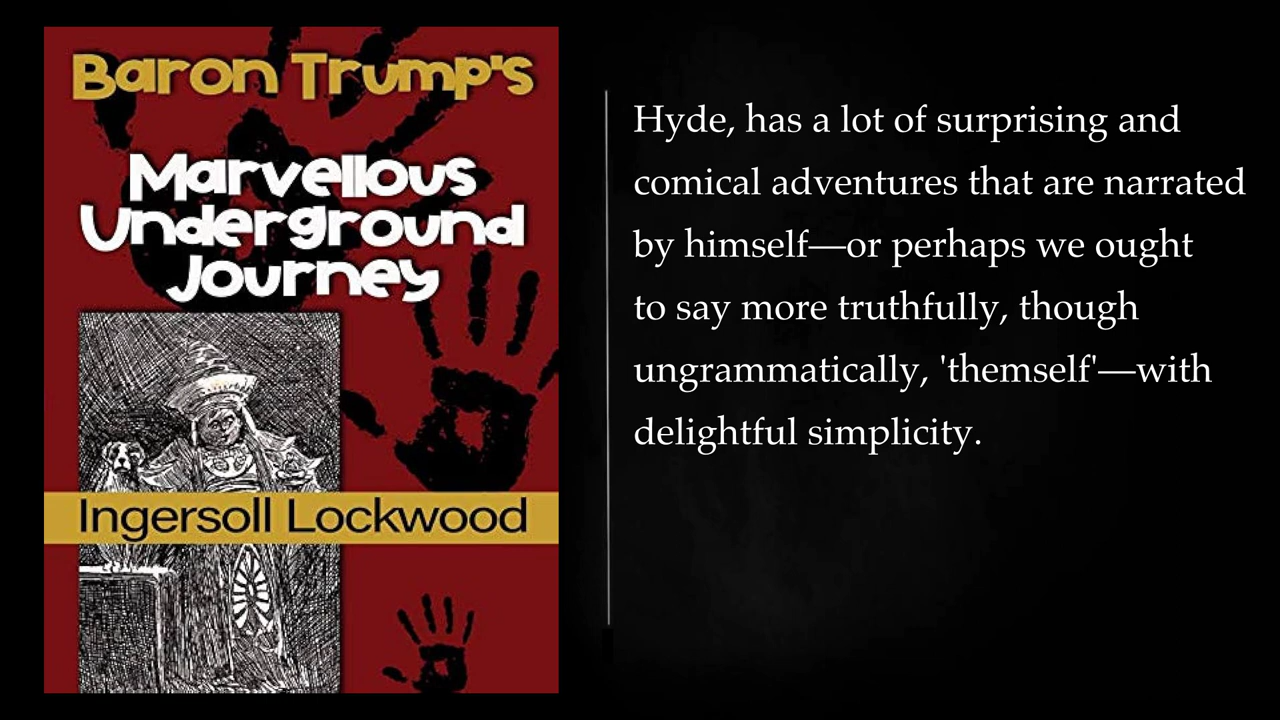 Baron Trump's
Marvellous
Underground
Journey
Ingersoll Lockwood
Hyde, has a lot of surprising and
comical adventures that are narrated
by himself—or perhaps we ought
to say more truthfully, though
ungrammatically, 'themself'—with
delightful simplicity.